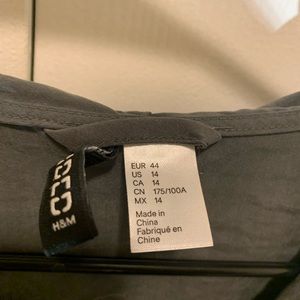 H&M
EUR 44
US 14
CA 14
CN 175/100A
MX 14
Made in
China
Fabriqué en
Chine